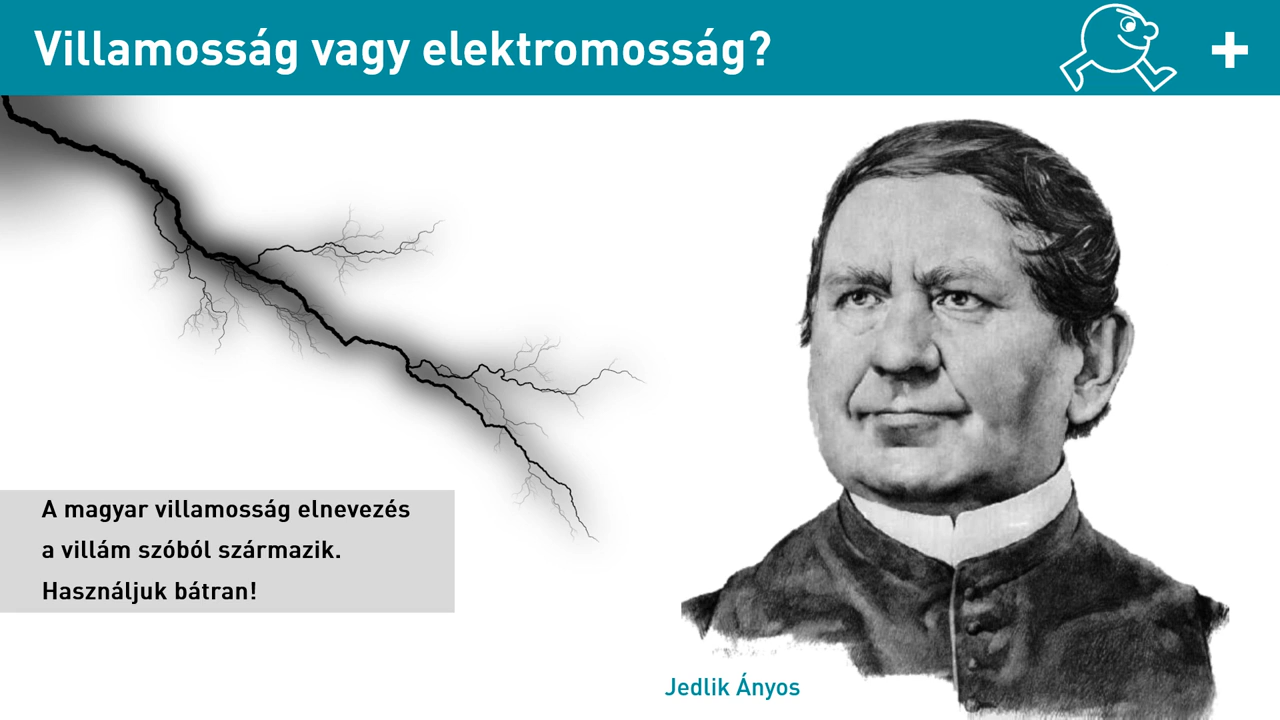 Villamosság vagy elektromosság?
+
A magyar villamosság elnevezés
a villám szóból származik.
Használjuk bátran!
Jedlik Ányos